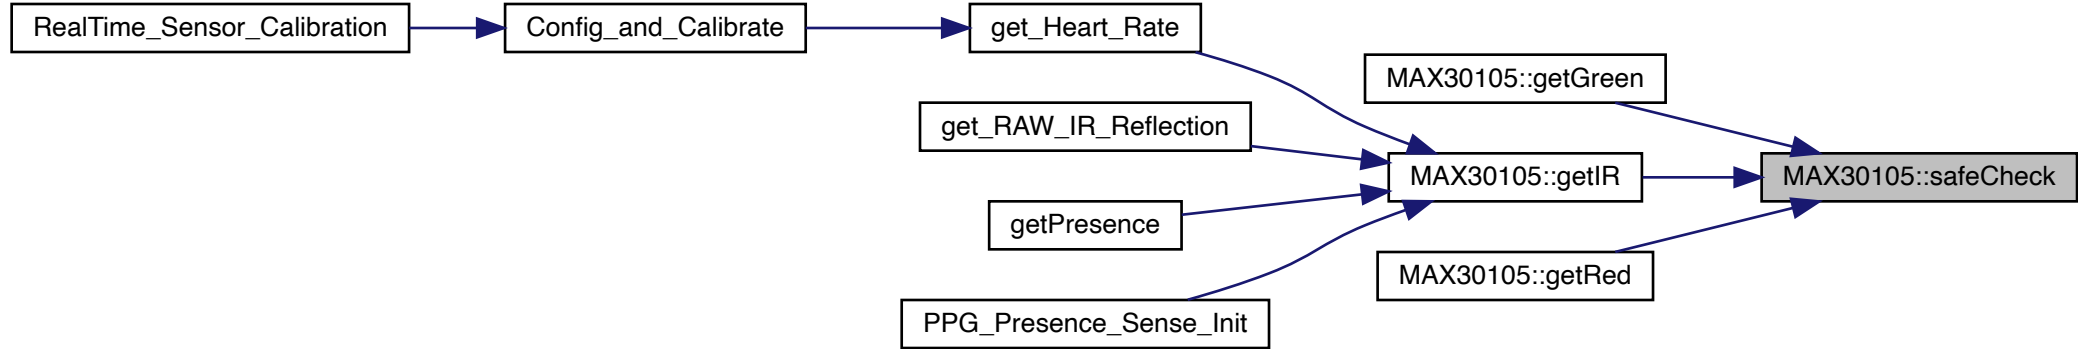 RealTime_Sensor_Calibration
Config_and_Calibrate
get_Heart_Rate
MAX30105::getGreen
get_RAW_IR_Reflection
MAX30105::getIR
MAX30105::safeCheck
getPresence
MAX30105::getRed
PPG_Presence_Sense_Init